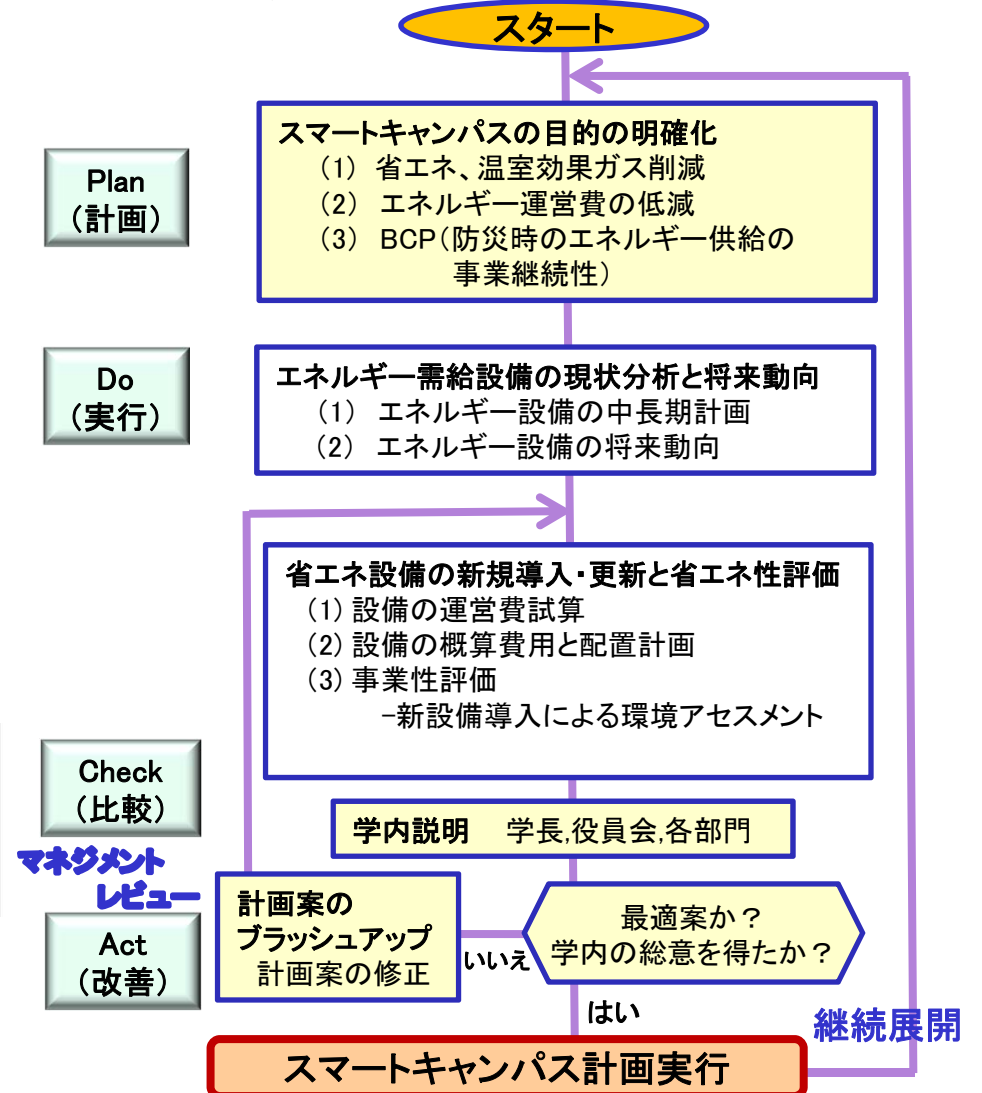 スタート
Plan
（計画）
スマートキャンパスの目的の明確化
（1） 省エネ、温室効果ガス削減
（2） エネルギー運営費の低減
（3） BCP（防災時のエネルギー供給の
事業継続性）
Do
（実行）
エネルギー需給設備の現状分析と将来動向
（1） エネルギー設備の中長期計画
（2） エネルギー設備の将来動向
省エネ設備の新規導入・更新と省エネ性評価
（1） 設備の運営費試算
（2） 設備の概算費用と配置計画
（3） 事業性評価
-新設備導入による環境アセスメント
Check
（比較）
学内説明 学長,役員会,各部門
マネジメント
レビュー
Act
（改善）
計画案の
ブラッシュアップ
計画案の修正
いいえ
最適案か？
学内の総意を得たか？
はい
継続展開
スマートキャンパス計画実行